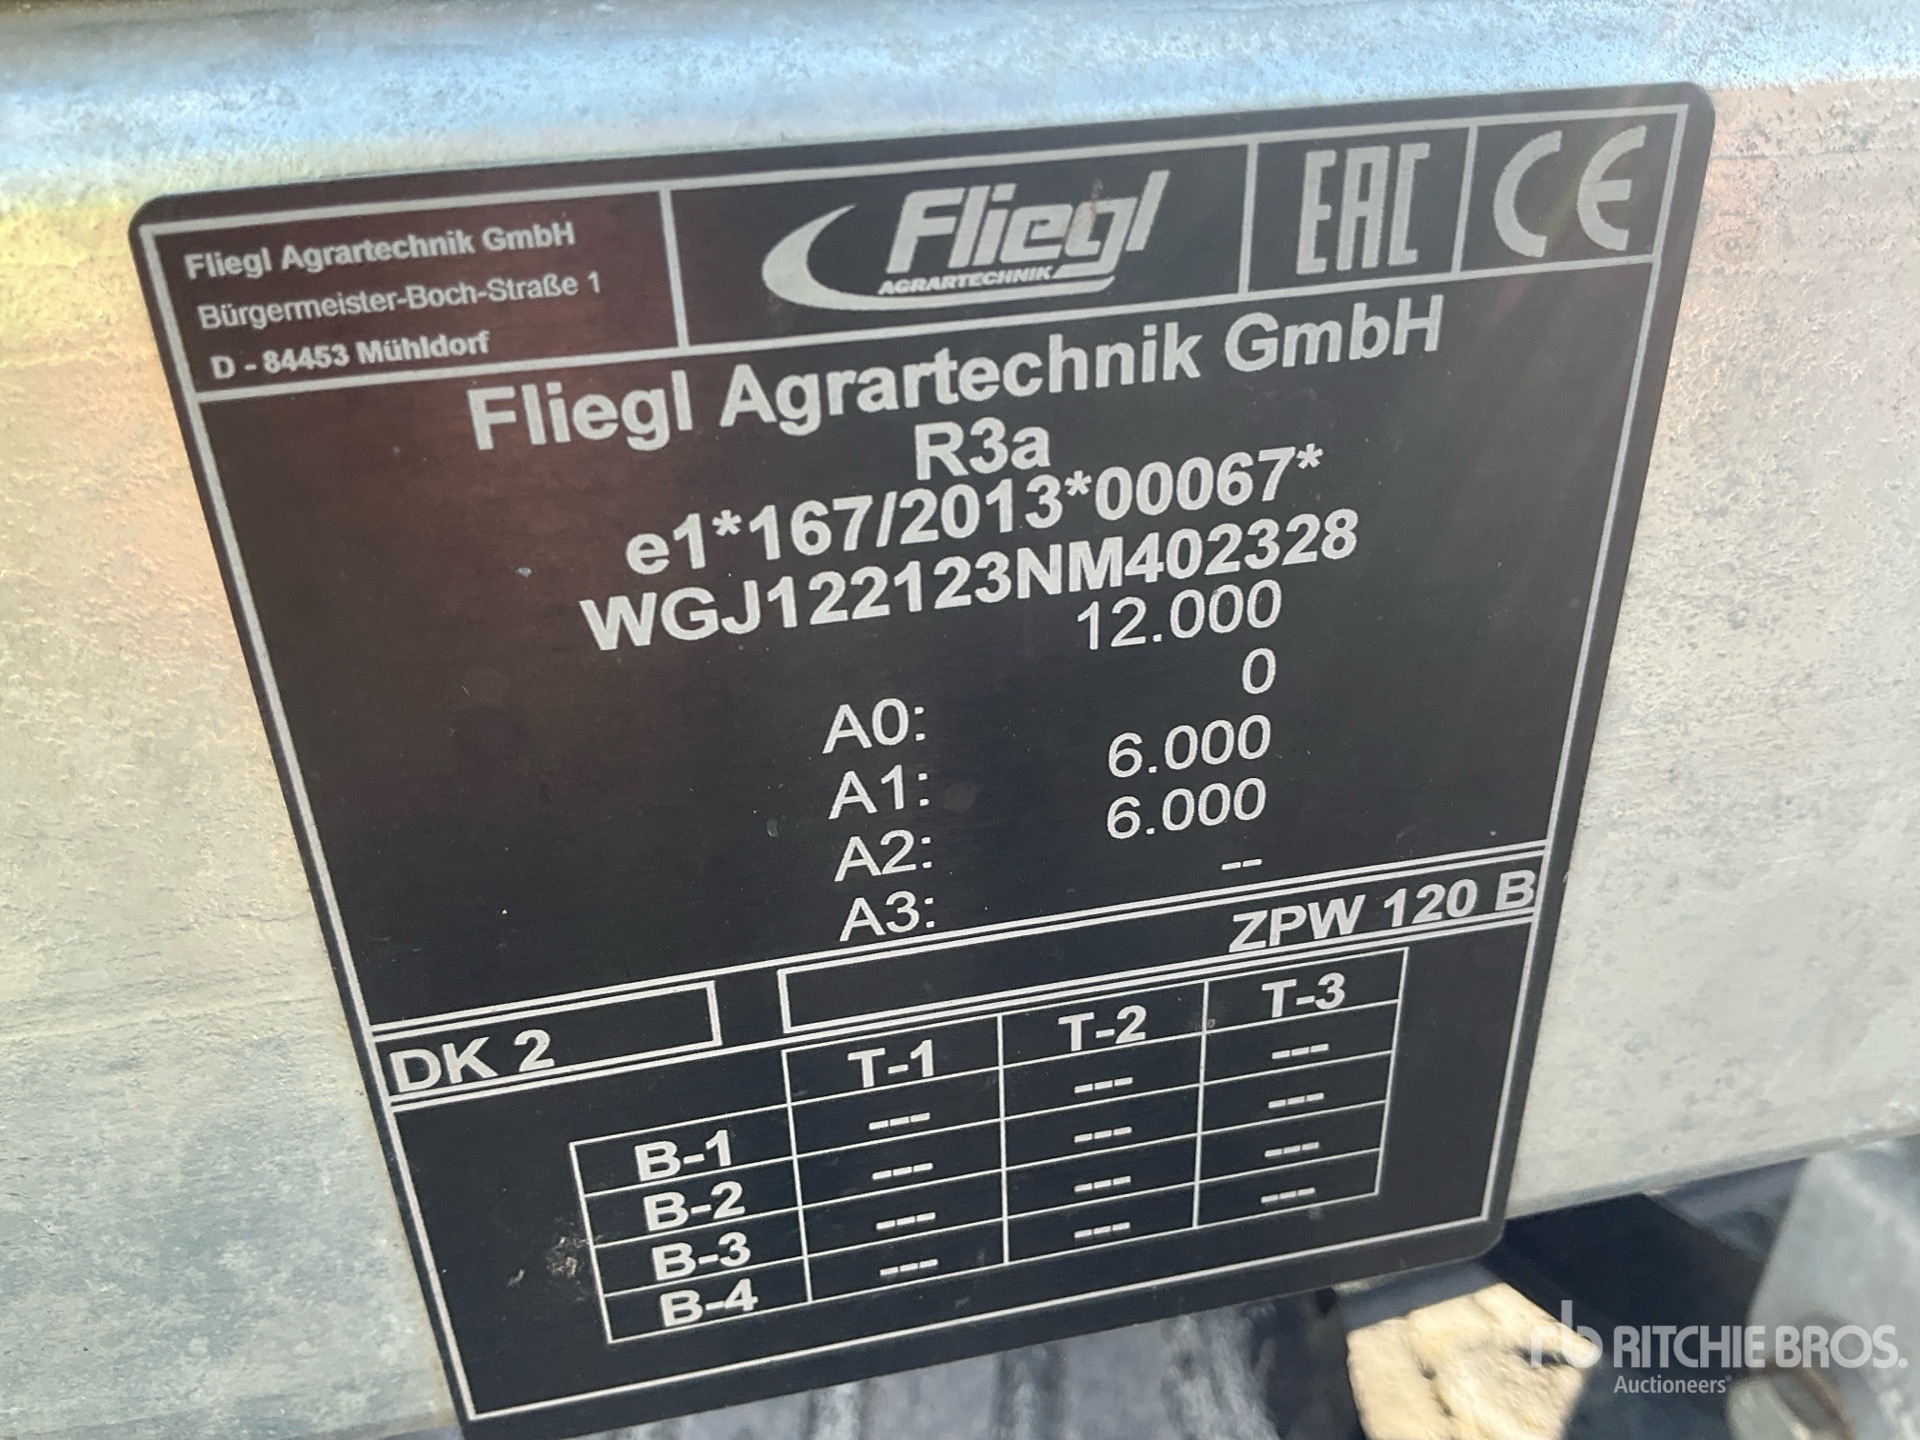 Fliegl Agrartechnik GmbH
Bürgermeister-Boch-Straße 1
D - 84453 Mühldorf
Fliegl
AGRARTECHNIK
EAC
CE
Fliegl Agrartechnik GmbH
R3a
e1*167/2013*00067*
WGJ122123NM402328
12.000
A0: 0
A1: 6.000
A2: 6.000
A3: --
DK 2 ZPW 120 B
T-1 T-2 T-3
B-1 --- --- ---
B-2 --- --- ---
B-3 --- --- ---
B-4 --- --- ---
rb RITCHIE BROS.
Auctioneers